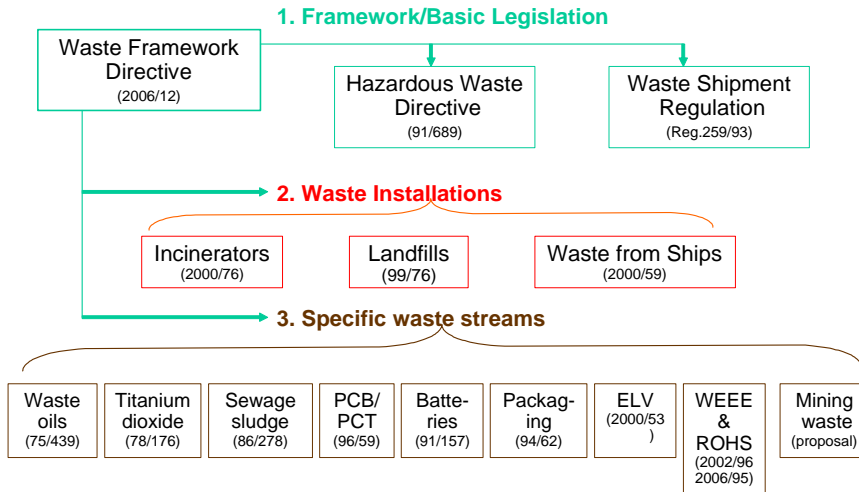 1. Framework/Basic Legislation
Waste Framework
Directive
(2006/12)
Hazardous Waste
Directive
(91/689)
Waste Shipment
Regulation
(Reg.259/93)
2. Waste Installations
Incinerators
(2000/76)
Landfills
(99/76)
Waste from Ships
(2000/59)
3. Specific waste streams
Waste
oils
(75/439)
Titanium
dioxide
(78/176)
Sewage
sludge
(86/278)
PCB/
PCT
(96/59)
Batte-
ries
(91/157)
Packag-
ing
(94/62)
ELV
(2000/53
)
WEEE
&
ROHS
(2002/96
2006/95)
Mining
waste
(proposal)